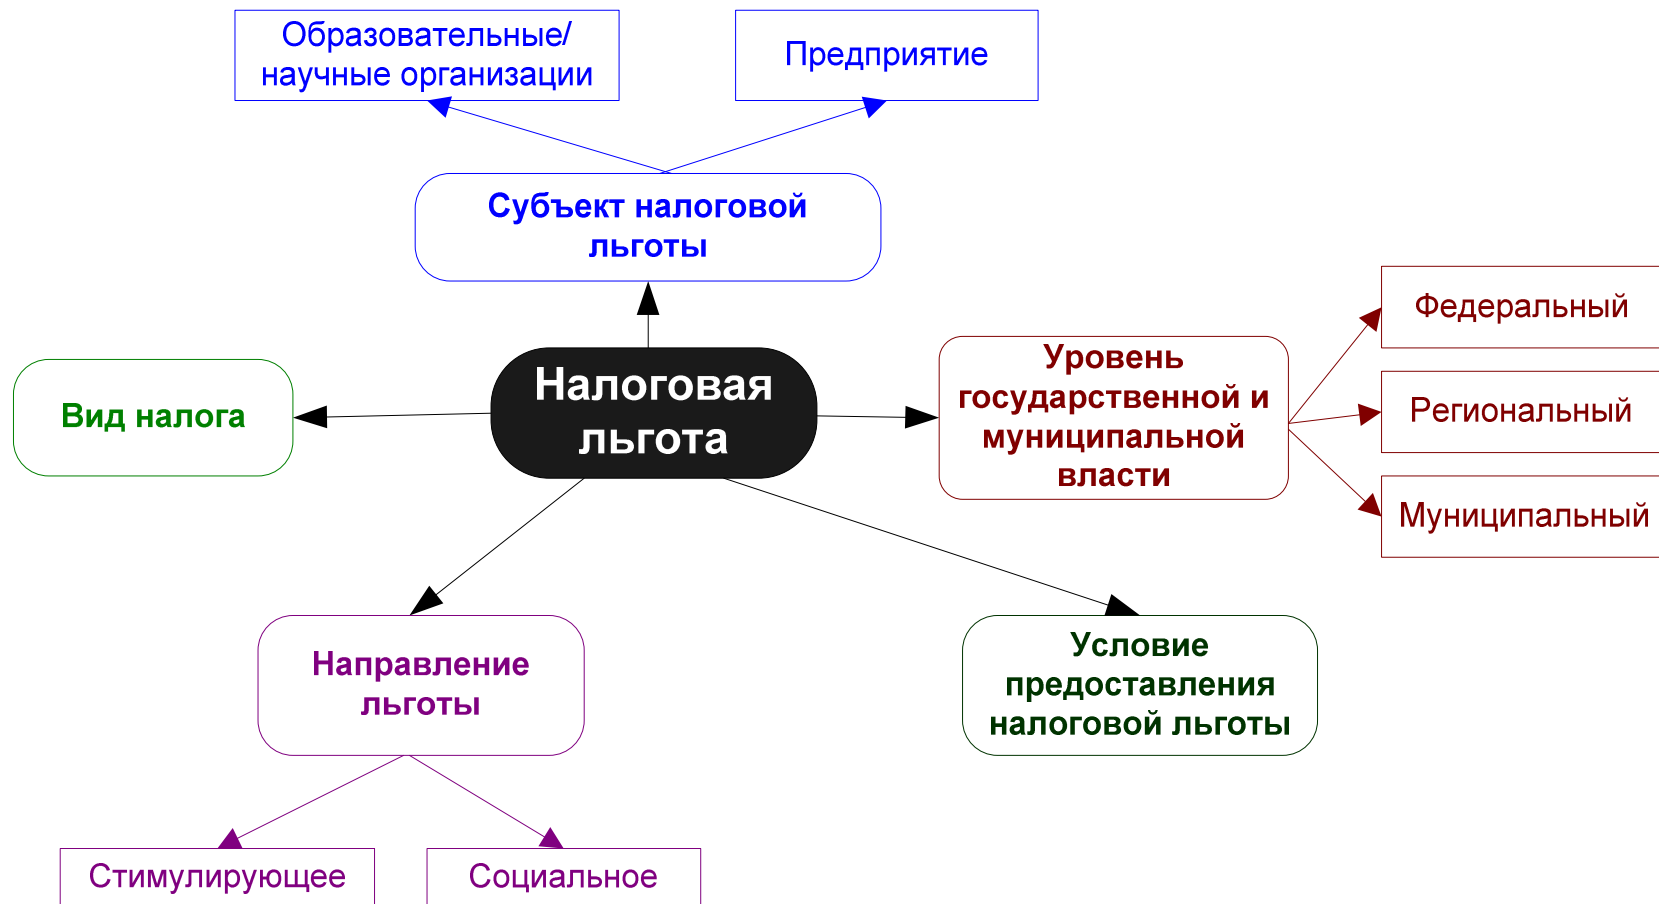 Образовательные/
научные организации
Предприятие
Субъект налоговой
льготы
Федеральный
Уровень
государственной и
муниципальной
власти
Налоговая
льгота
Вид налога
Региональный
Муниципальный
Направление
льготы
Условие
предоставления
налоговой льготы
Стимулирующее
Социальное